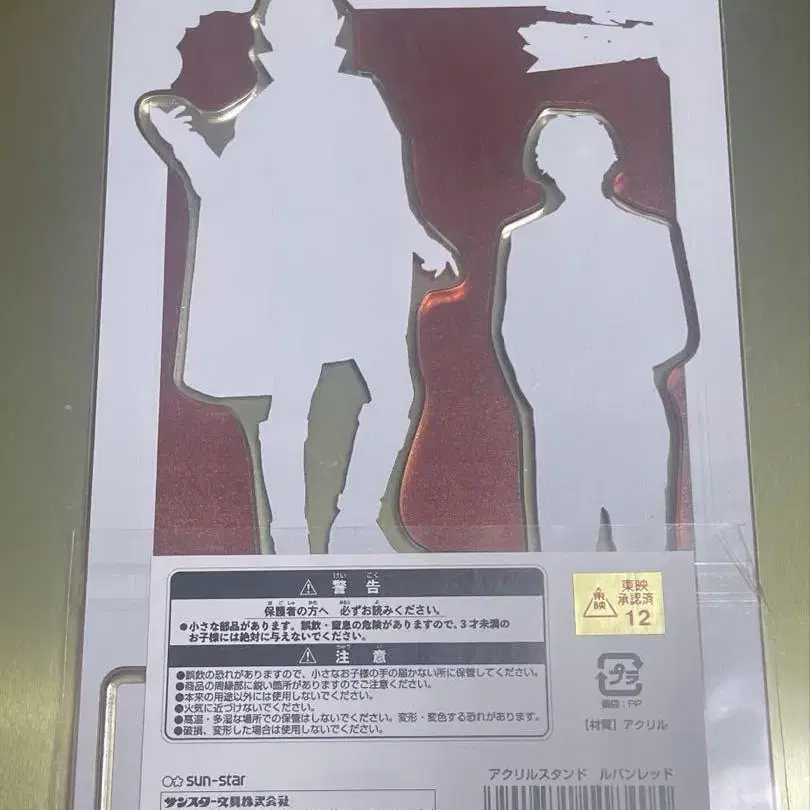 警告
保護者の方へ 必ずお読みください。
●小さな部品があります。誤飲・窒息の危険がありますので、3才未満の
お子様には絶対に与えないでください。
注意
●誤飲の恐れがありますので、小さなお子様の手の届かない所に保管してください。
●商品の周縁部に鋭い箇所がありますのでご注意ください。
●本来の用途以外には使用しないでください。
●火気に近づけないでください。
●高温・多湿な場所での保管はしないでください。変形・変色する恐れがあります。
●破損、変形した場合は使用しないでください。
東映
承認済
12
東映
プラ
個袋：PP
【材質】アクリル
sun-star
サンスター文具株式会社
アクリルスタンド ルパンレッド